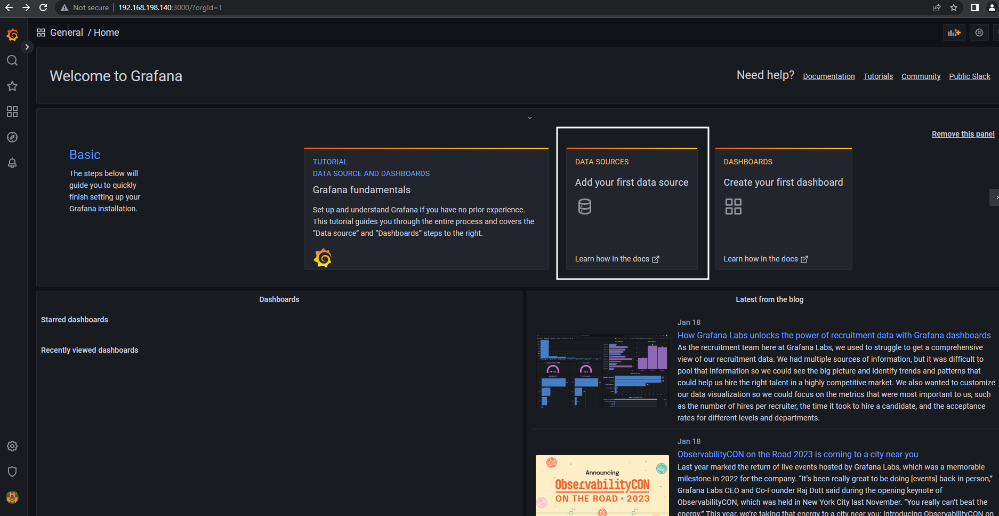 Not secure 192.168.198.140:3000/?orgId=1
General / Home
Welcome to Grafana
Need help? Documentation Tutorials Community Public Slack
Remove this panel
Basic
The steps below will
guide you to quickly
finish setting up your
Grafana installation.
TUTORIAL
DATA SOURCE AND DASHBOARDS
Grafana fundamentals
Set up and understand Grafana if you have no prior experience.
This tutorial guides you through the entire process and covers the
“Data source” and “Dashboards” steps to the right.
DATA SOURCES
Add your first data source
Learn how in the docs
DASHBOARDS
Create your first dashboard
Learn how in the docs
Dashboards
Starred dashboards
Recently viewed dashboards
Latest from the blog
Jan 18
How Grafana Labs unlocks the power of recruitment data with Grafana dashboards
As the recruitment team here at Grafana Labs, we used to struggle to get a comprehensive
view of our recruitment data. We had multiple sources of information, but it was difficult to
pool that information so we could see the big picture and identify trends and patterns that
could help us hire the right talent in a highly competitive market. We also wanted to customize
our data visualization so we could focus on the metrics that were most important to us, such
as the number of hires per recruiter, the time it took to hire a candidate, and the acceptance
rates for different levels and departments.
Announcing
ObservabilityCON
ON THE ROAD • 2023
Jan 18
ObservabilityCON on the Road 2023 is coming to a city near you
Last year marked the return of live events hosted by Grafana Labs, which was a memorable
milestone in 2022 for the company. “It’s been really great to be doing [events] back in person,”
Grafana Labs CEO and Co-Founder Raj Dutt said during the opening keynote of
ObservabilityCON, which was held in New York City last November. “You really can’t beat the
energy.” This year, we’re taking that energy to a city near you: Introducing ObservabilityCON on